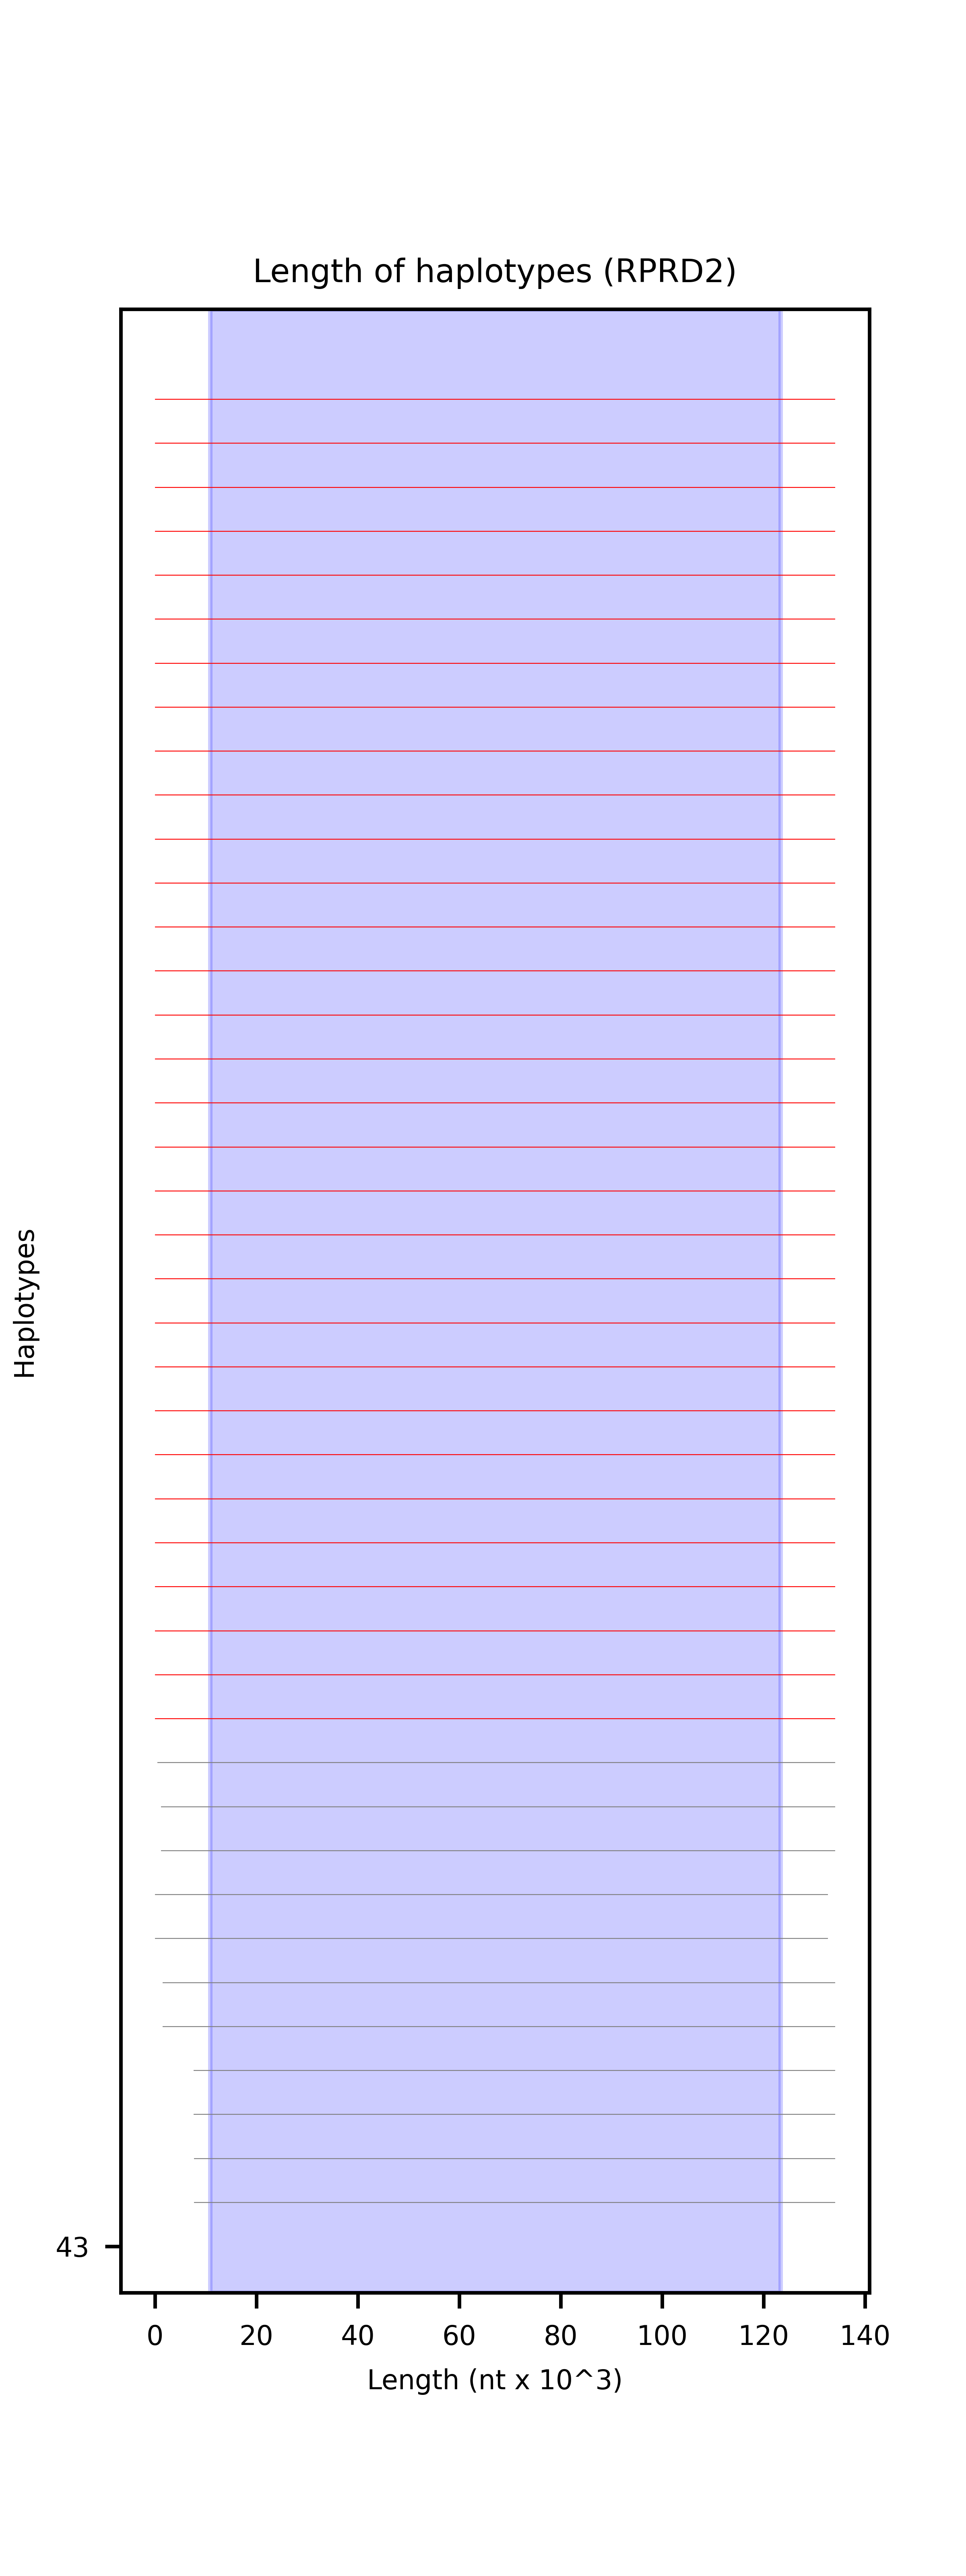 Length of haplotypes (RPRD2)
Haplotypes
43
0 20 40 60 80 100 120 140
Length (nt x 10^3)